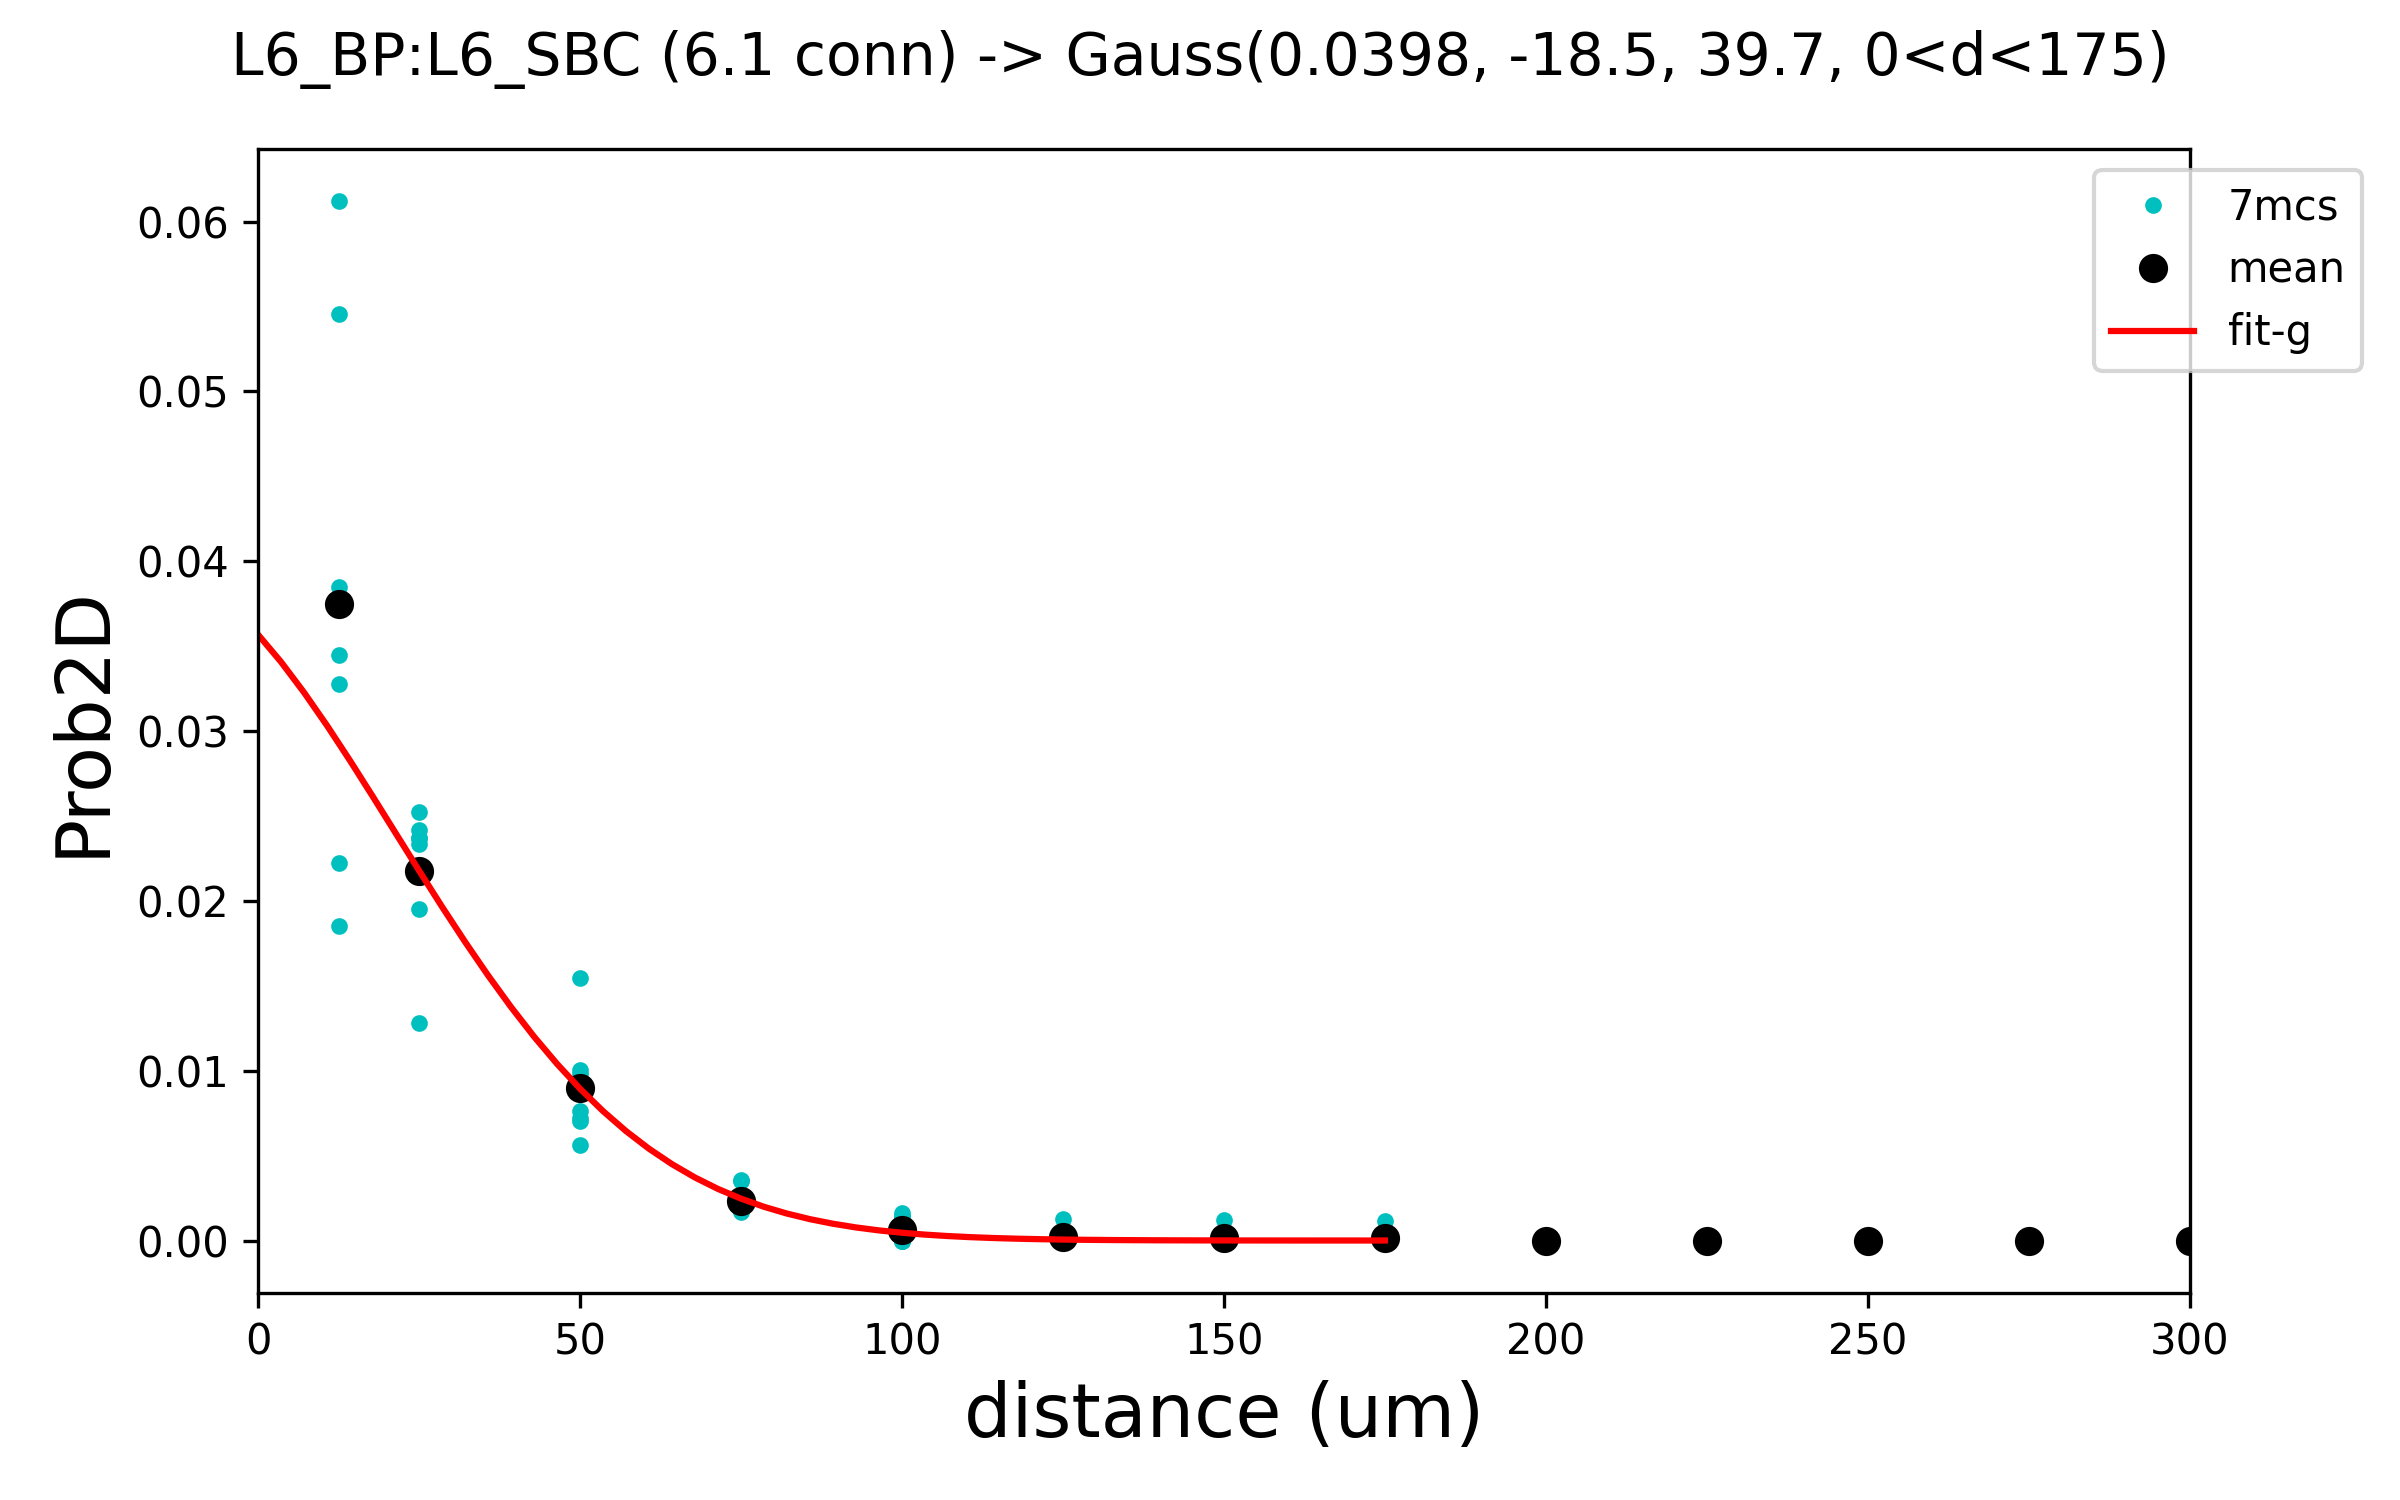 L6_BP:L6_SBC (6.1 conn) -> Gauss(0.0398, -18.5, 39.7, 0<d<175)
7mcs
mean
fit-g
Prob2D
0.06
0.05
0.04
0.03
0.02
0.01
0.00
0 50 100 150 200 250 300
distance (um)